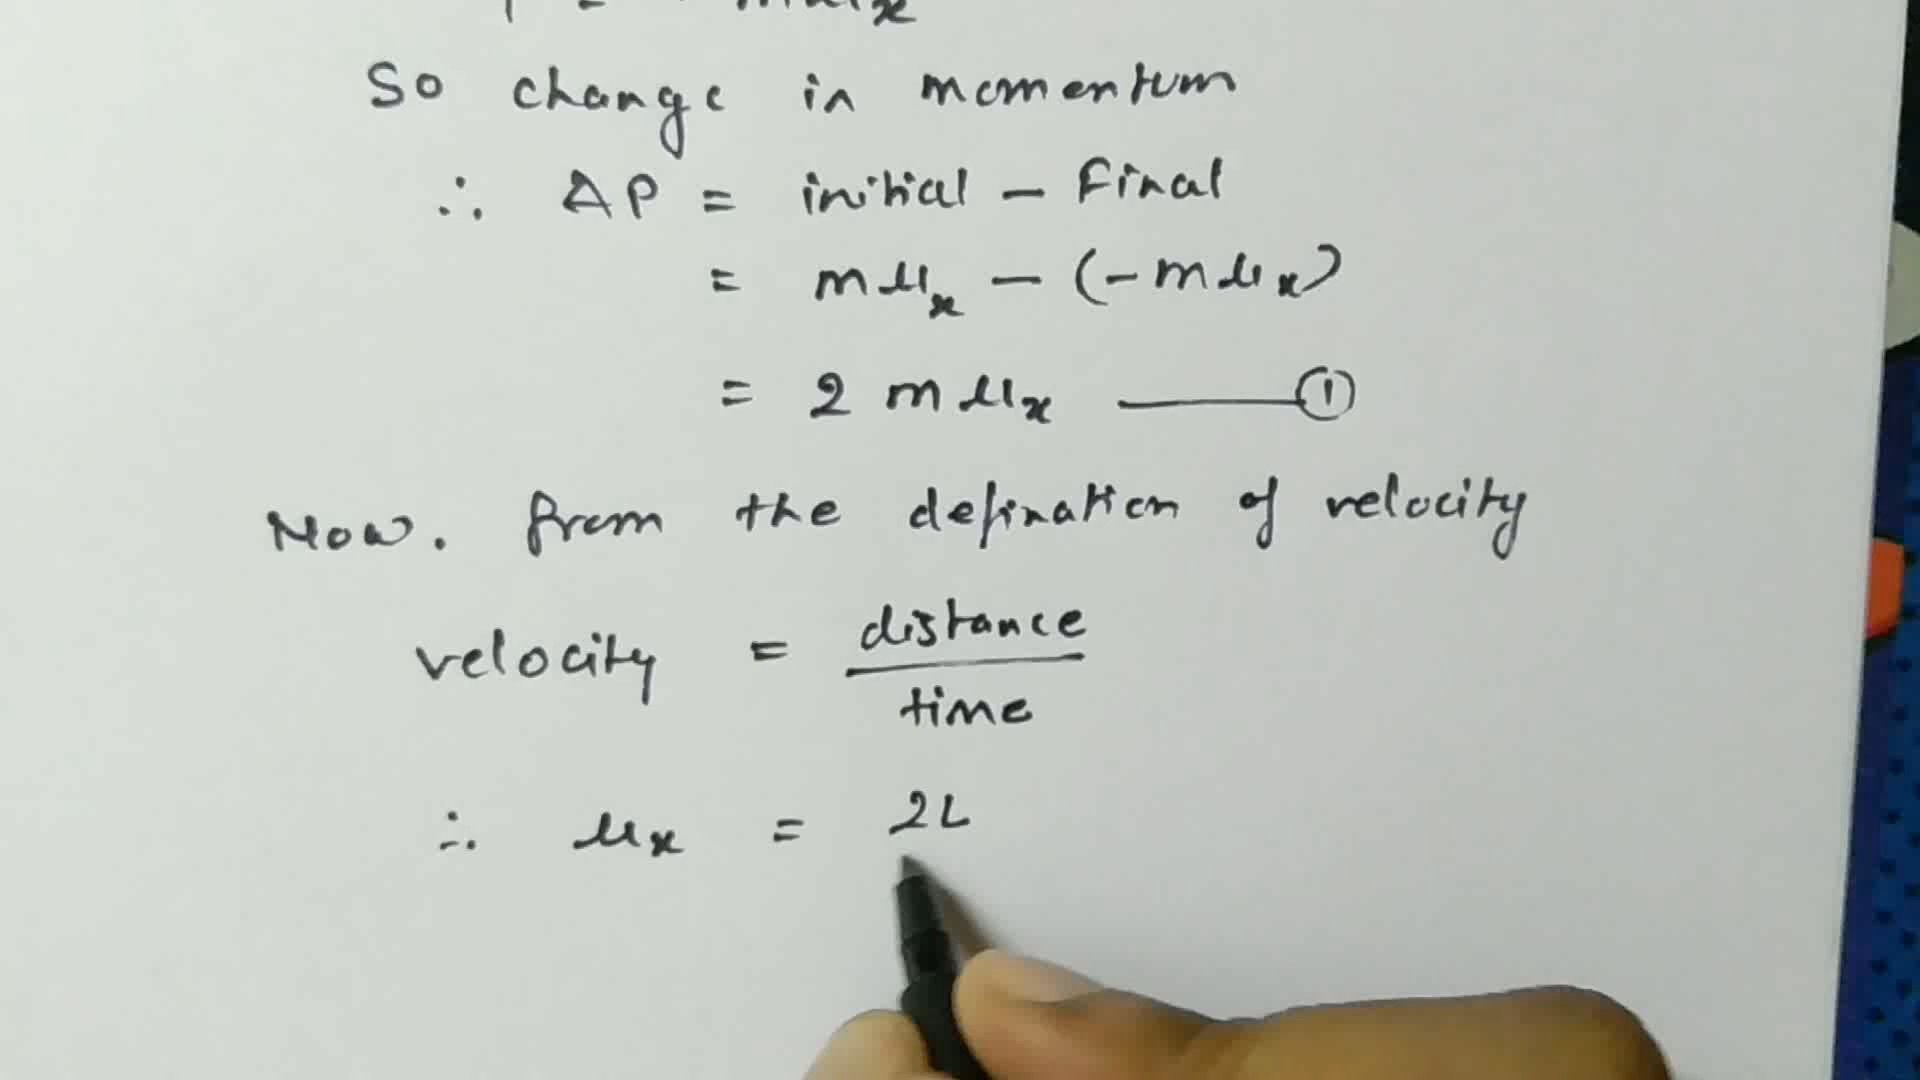 So change in momentum
∴ ΔP = initial - Final
= mux - (-mux)
= 2 mux ——— ①
Now. from the defination of velocity
velocity = distance / time
∴ ux = 2L